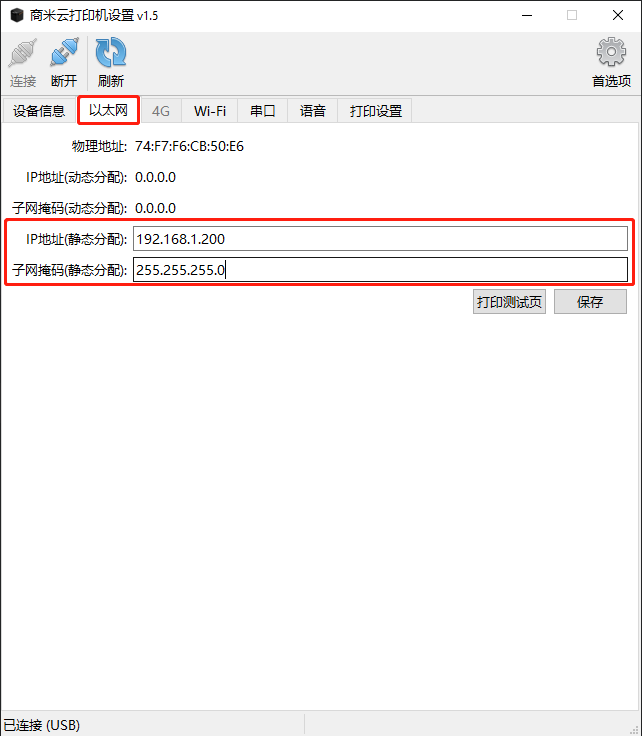 商米云打印机设置 v1.5
连接 断开 刷新 首选项
设备信息 以太网 4G Wi-Fi 串口 语音 打印设置
物理地址: 74:F7:F6:CB:50:E6
IP地址(动态分配): 0.0.0.0
子网掩码(动态分配): 0.0.0.0
IP地址(静态分配): 192.168.1.200
子网掩码(静态分配): 255.255.255.0
打印测试页 保存
已连接 (USB)